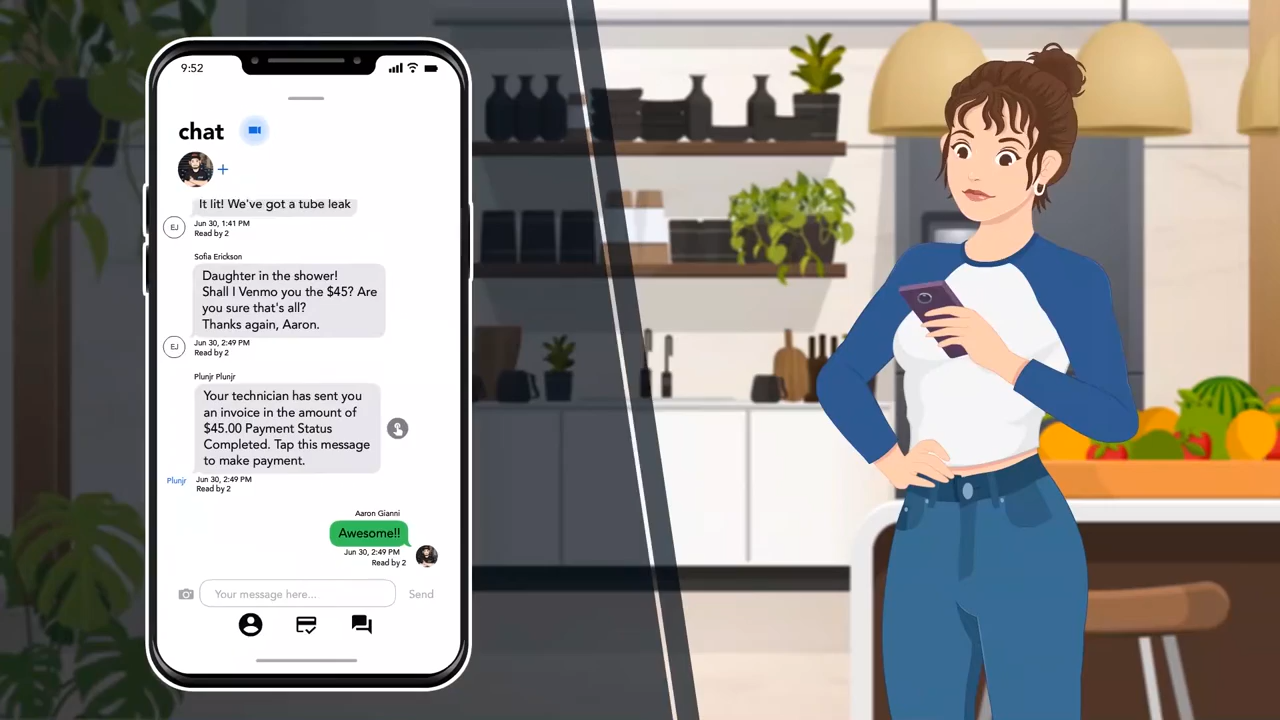 9:52
chat
It lit! We've got a tube leak
EJ
Jun 30, 1:41 PM
Read by 2
Sofia Erickson
Daughter in the shower!
Shall I Venmo you the $45? Are
you sure that's all?
Thanks again, Aaron.
EJ
Jun 30, 2:49 PM
Read by 2
Plunjr Plunjr
Your technician has sent you
an invoice in the amount of
$45.00 Payment Status
Completed. Tap this message
to make payment.
Plunjr
Jun 30, 2:49 PM
Read by 2
Aaron Gianni
Awesome!!
Jun 30, 2:49 PM
Read by 2
Your message here...
Send